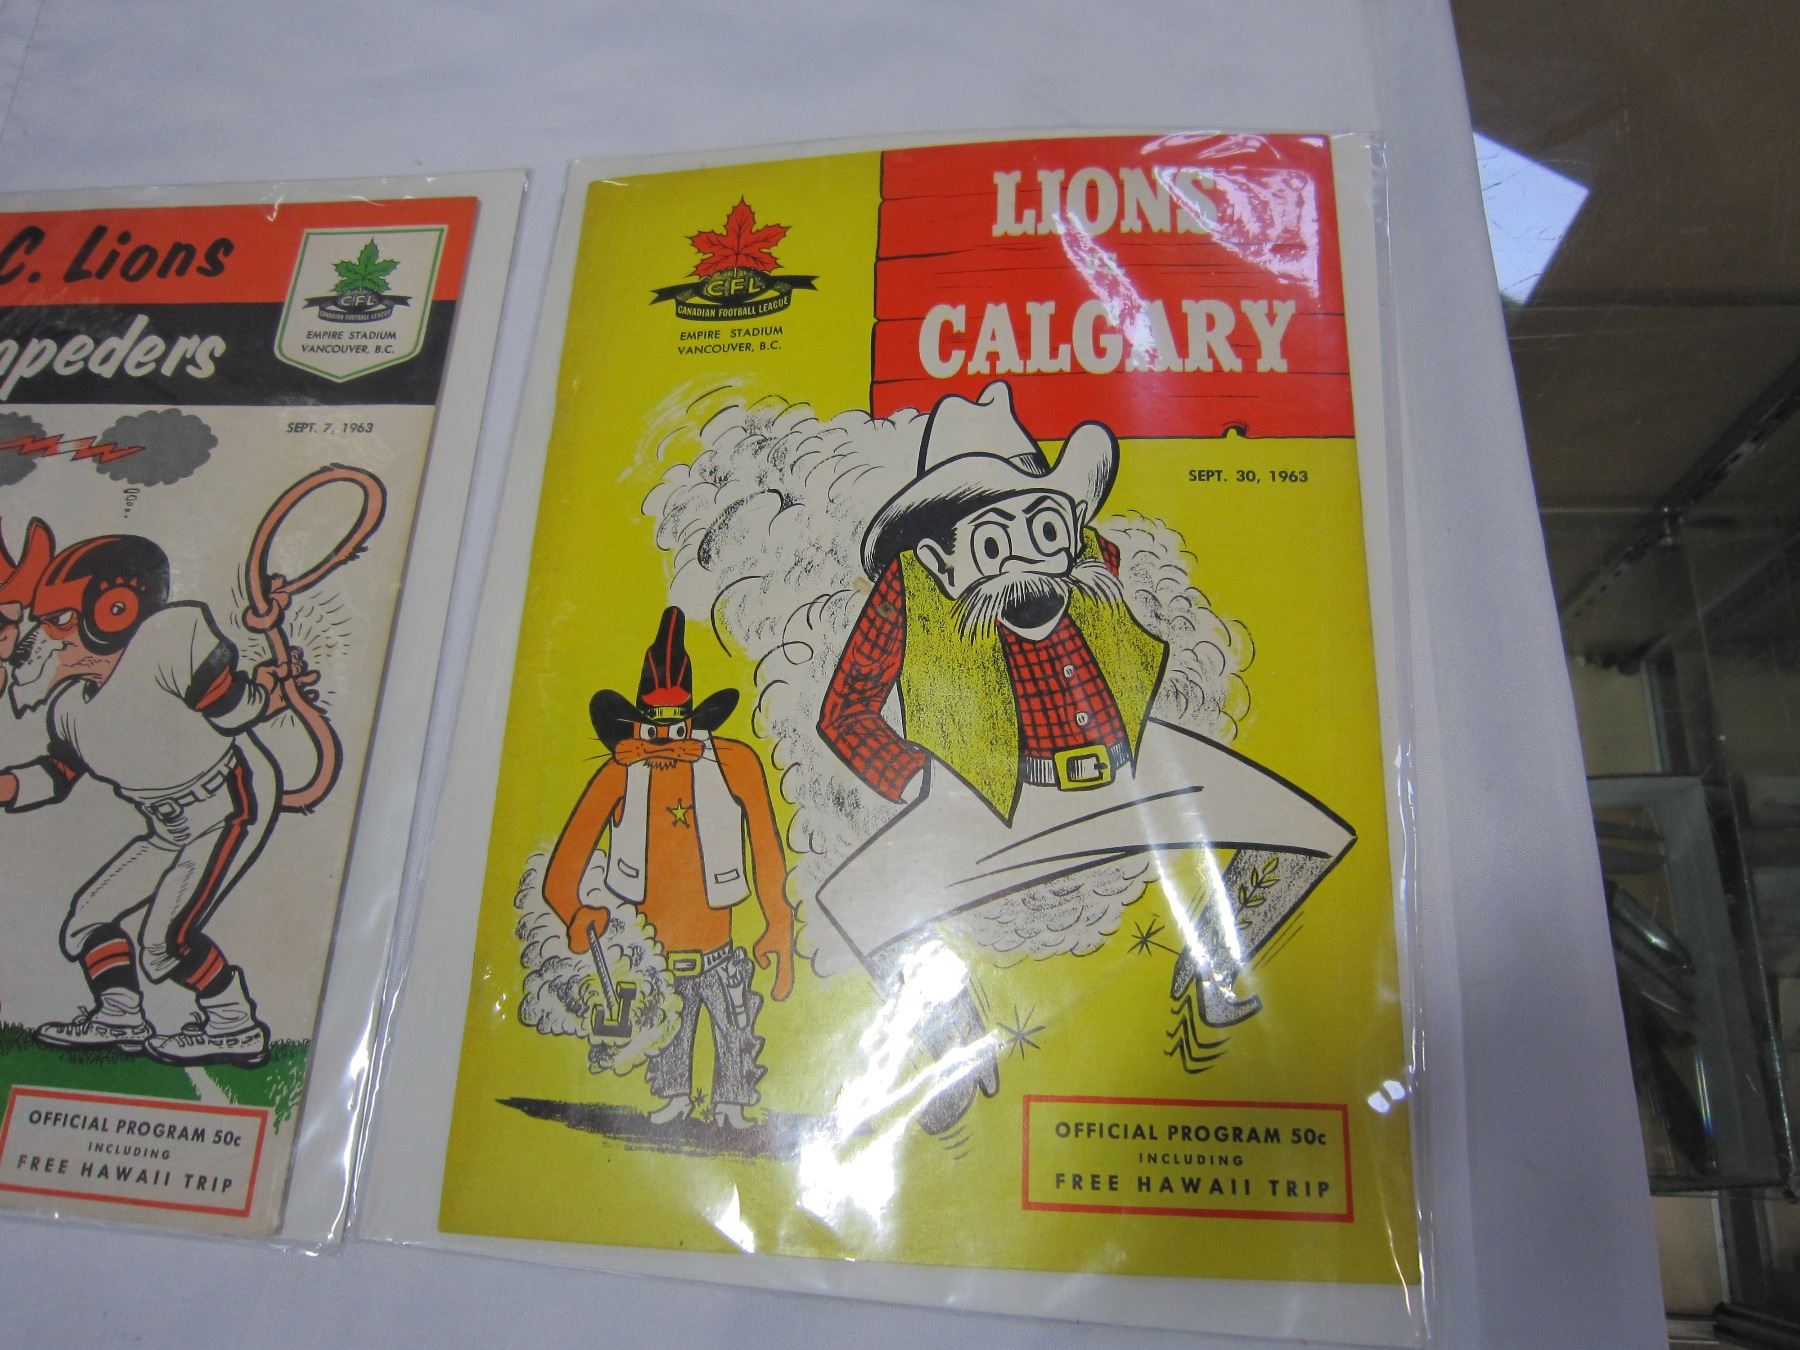 C. Lions
mpeders
CFL
CANADIAN FOOTBALL LEAGUE
EMPIRE STADIUM
VANCOUVER, B.C.
SEPT. 7, 1963
OFFICIAL PROGRAM 50c
INCLUDING
FREE HAWAII TRIP
LIONS
VS
CALGARY
CFL
CANADIAN FOOTBALL LEAGUE
EMPIRE STADIUM
VANCOUVER, B.C.
SEPT. 30, 1963
OFFICIAL PROGRAM 50c
INCLUDING
FREE HAWAII TRIP